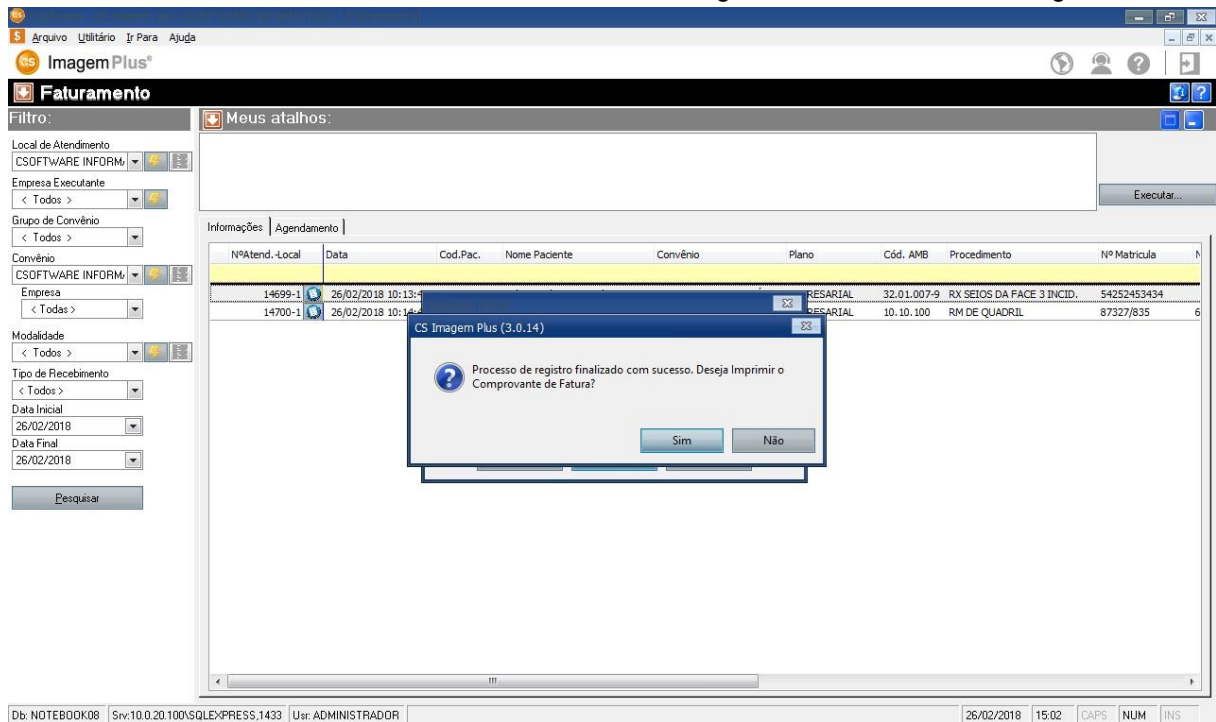 Arquivo Utilitário Ir Para Ajuda
CS ImagemPlus®
Faturamento
Filtro:
Meus atalhos:
Local de Atendimento
CSOFTWARE INFORM
Empresa Executante
< Todos >
Executar...
Grupo de Convênio
< Todos >
Informações Agendamento
Convênio
CSOFTWARE INFORM
NºAtend.-Local Data Cod.Pac. Nome Paciente Convênio Plano Cód. AMB Procedimento Nº Matricula
Empresa
< Todas >
14699-1 26/02/2018 10:13:4 RESARIAL 32.01.007-9 RX SEIOS DA FACE 3 INCID. 54252453434
14700-1 26/02/2018 10:14:4 RESARIAL 10.10.100 RM DE QUADRIL 87327/835 6
CS Imagem Plus (3.0.14)
Processo de registro finalizado com sucesso. Deseja Imprimir o
Comprovante de Fatura?
Sim Não
Modalidade
< Todos >
Tipo de Recebimento
< Todos >
Data Inicial
26/02/2018
Data Final
26/02/2018
Pesquisar
Db: NOTEBOOK08 Srv:10.0.20.100\SQLEXPRESS,1433 Usr: ADMINISTRADOR 26/02/2018 15:02 CAPS NUM INS